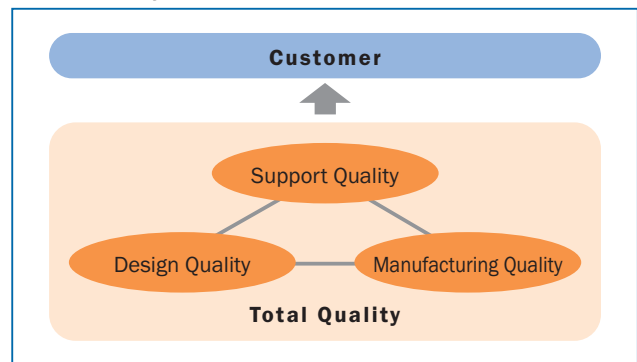 Customer
Support Quality
Design Quality
Manufacturing Quality
Total Quality